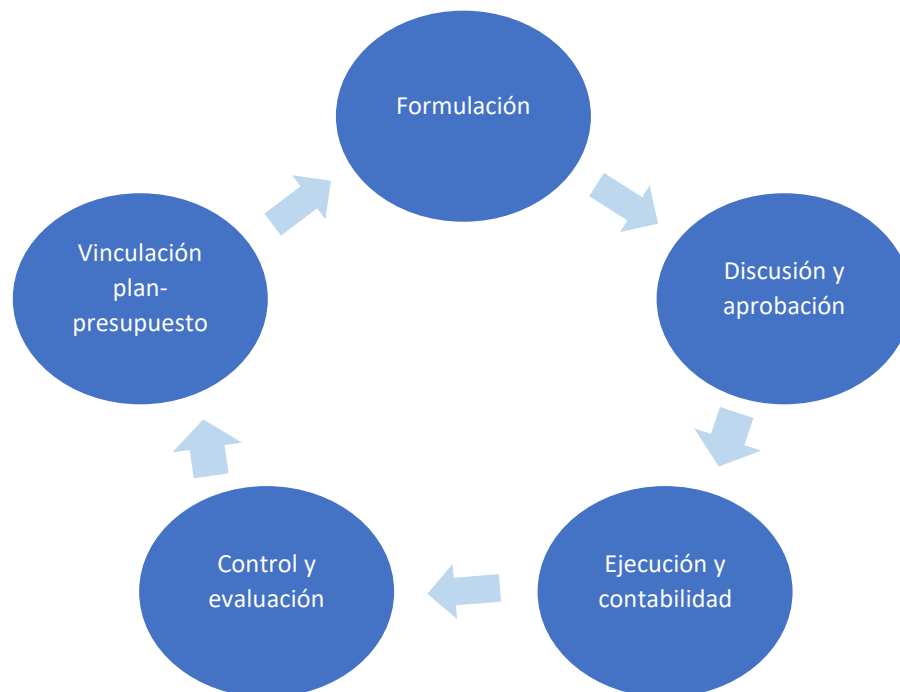 Formulación
Discusión y
aprobación
Ejecución y
contabilidad
Control y
evaluación
Vinculación
plan-
presupuesto